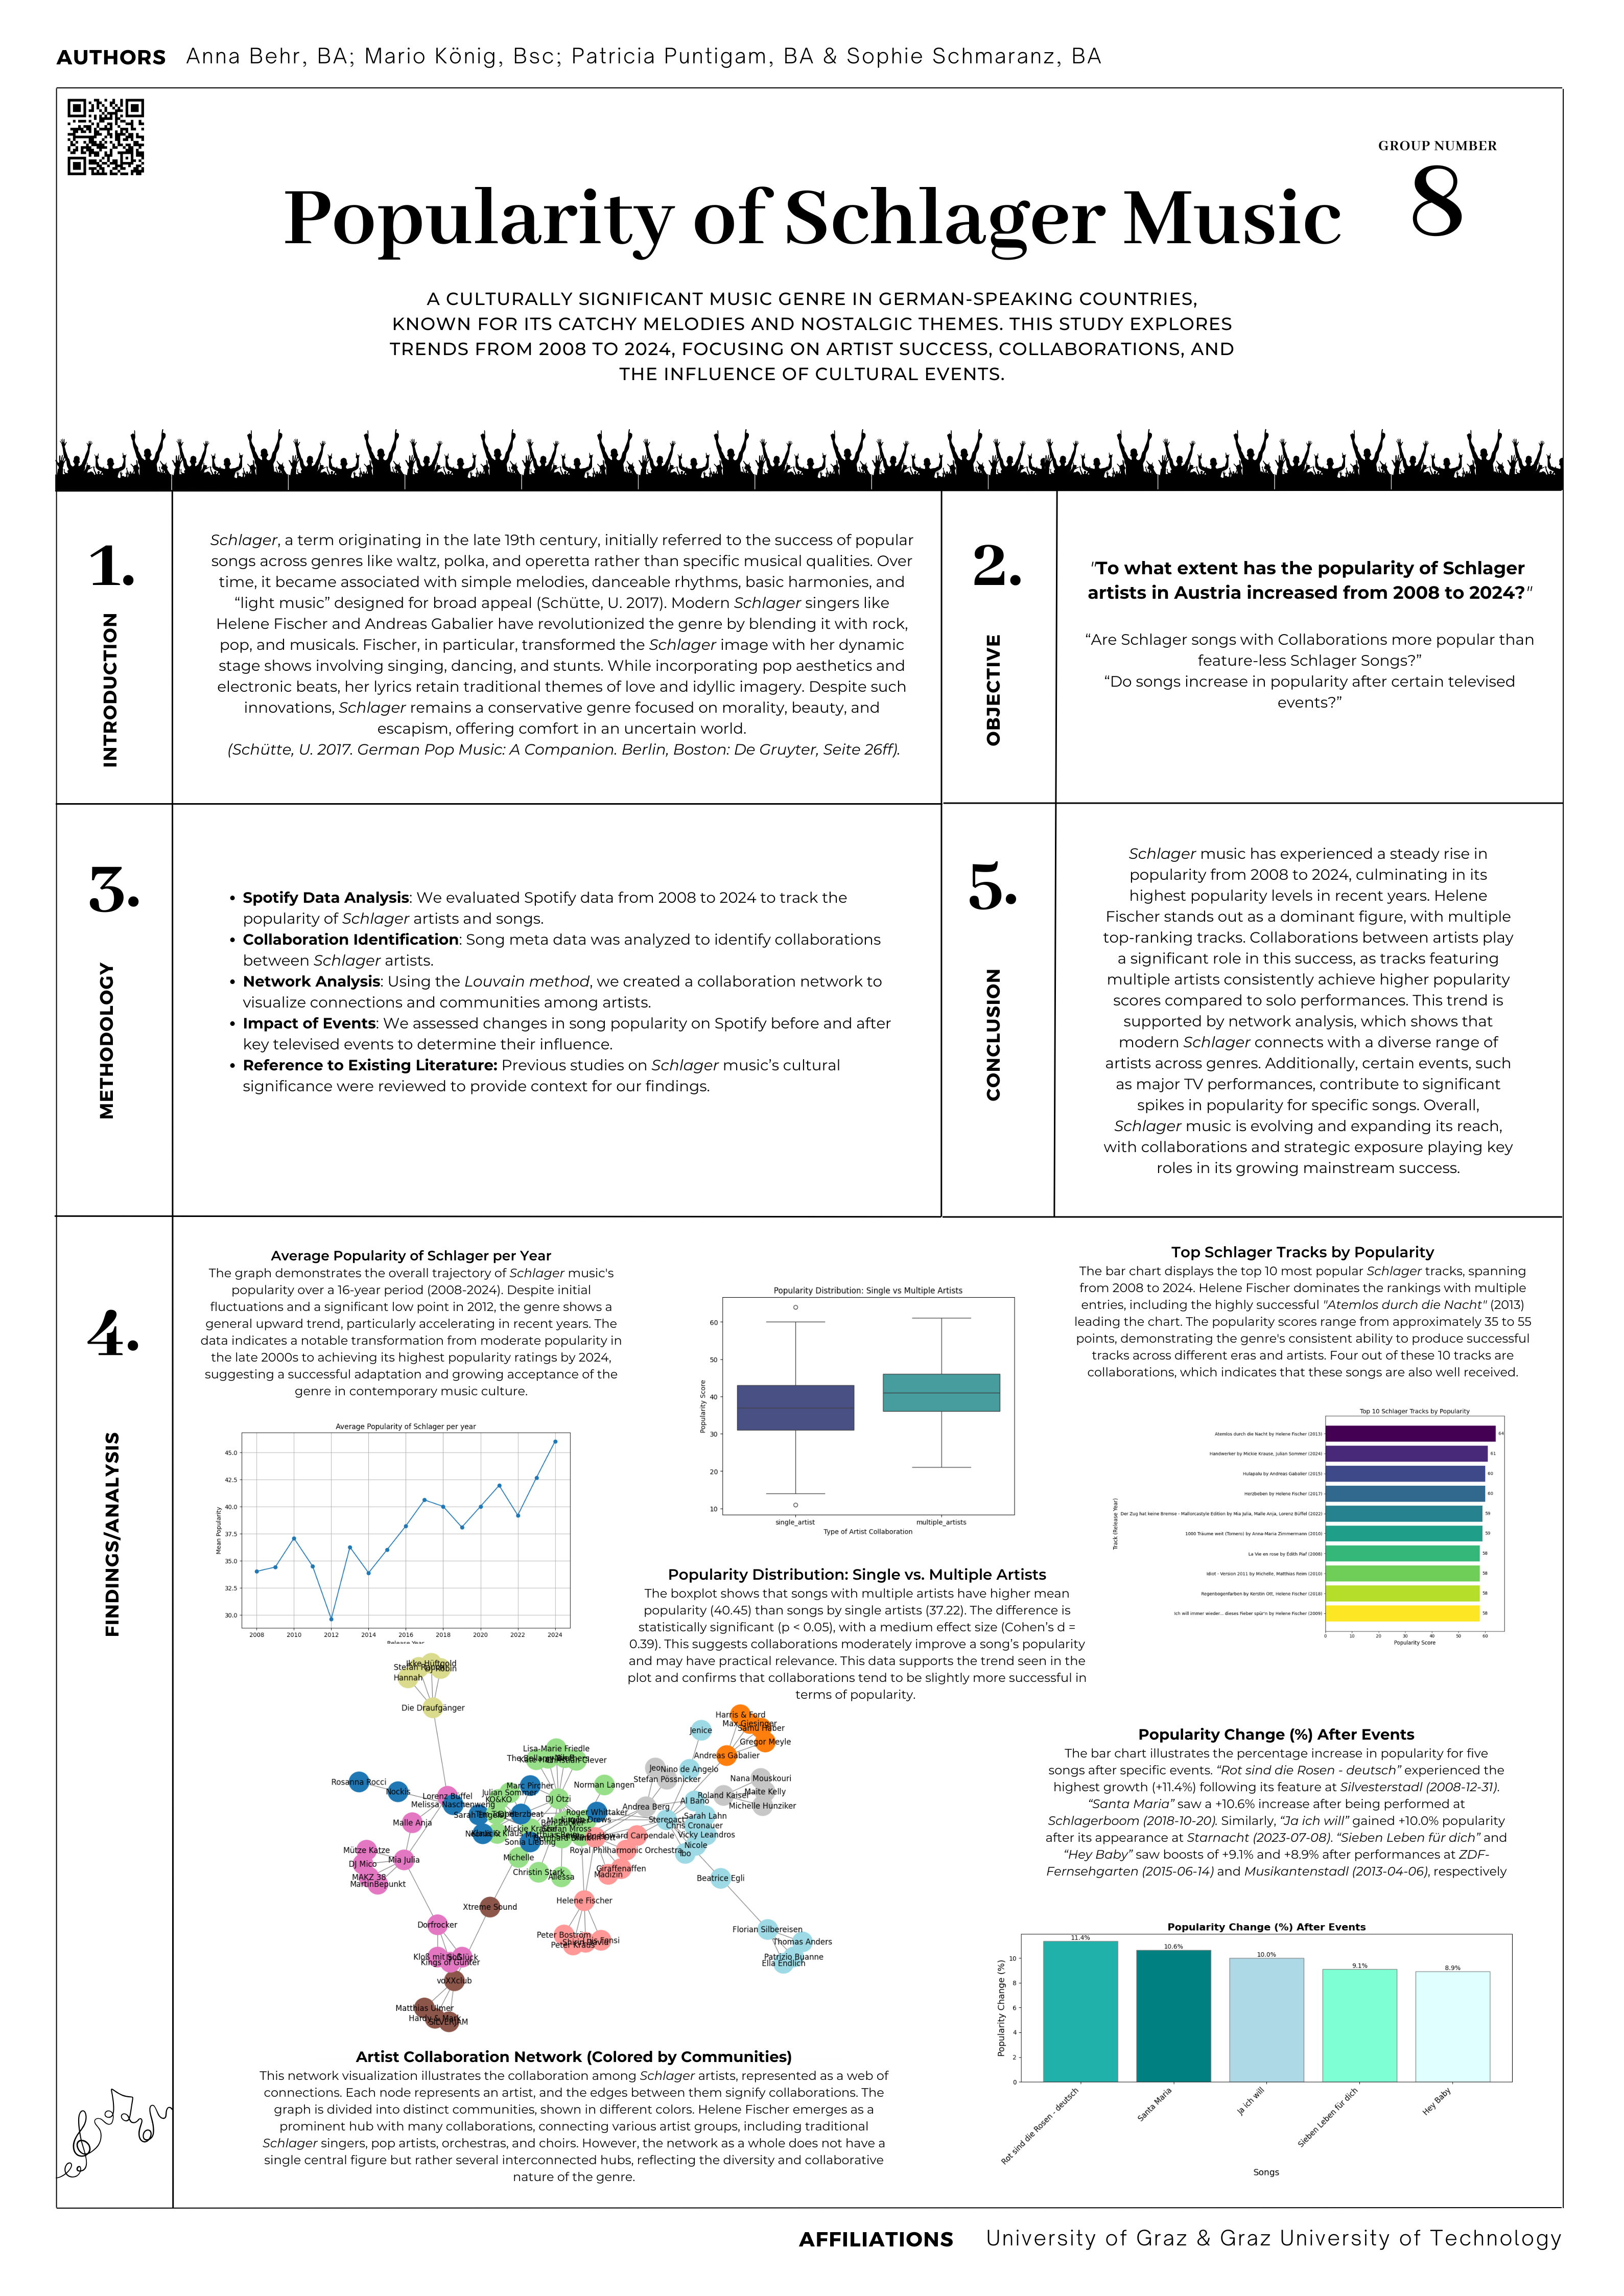 AUTHORS Anna Behr, BA; Mario König, Bsc; Patricia Puntigam, BA & Sophie Schmaranz, BA
GROUP NUMBER
8
Popularity of Schlager Music
A CULTURALLY SIGNIFICANT MUSIC GENRE IN GERMAN-SPEAKING COUNTRIES,
KNOWN FOR ITS CATCHY MELODIES AND NOSTALGIC THEMES. THIS STUDY EXPLORES
TRENDS FROM 2008 TO 2024, FOCUSING ON ARTIST SUCCESS, COLLABORATIONS, AND
THE INFLUENCE OF CULTURAL EVENTS.
1.
INTRODUCTION
Schlager, a term originating in the late 19th century, initially referred to the success of popular
songs across genres like waltz, polka, and operetta rather than specific musical qualities. Over
time, it became associated with simple melodies, danceable rhythms, basic harmonies, and
“light music” designed for broad appeal (Schütte, U. 2017). Modern Schlager singers like
Helene Fischer and Andreas Gabalier have revolutionized the genre by blending it with rock,
pop, and musicals. Fischer, in particular, transformed the Schlager image with her dynamic
stage shows involving singing, dancing, and stunts. While incorporating pop aesthetics and
electronic beats, her lyrics retain traditional themes of love and idyllic imagery. Despite such
innovations, Schlager remains a conservative genre focused on morality, beauty, and
escapism, offering comfort in an uncertain world.
(Schütte, U. 2017. German Pop Music: A Companion. Berlin, Boston: De Gruyter, Seite 26ff).
2.
OBJECTIVE
"To what extent has the popularity of Schlager
artists in Austria increased from 2008 to 2024?"
“Are Schlager songs with Collaborations more popular than
feature-less Schlager Songs?”
“Do songs increase in popularity after certain televised
events?”
3.
METHODOLOGY
• Spotify Data Analysis: We evaluated Spotify data from 2008 to 2024 to track the
popularity of Schlager artists and songs.
• Collaboration Identification: Song meta data was analyzed to identify collaborations
between Schlager artists.
• Network Analysis: Using the Louvain method, we created a collaboration network to
visualize connections and communities among artists.
• Impact of Events: We assessed changes in song popularity on Spotify before and after
key televised events to determine their influence.
• Reference to Existing Literature: Previous studies on Schlager music’s cultural
significance were reviewed to provide context for our findings.
5.
CONCLUSION
Schlager music has experienced a steady rise in
popularity from 2008 to 2024, culminating in its
highest popularity levels in recent years. Helene
Fischer stands out as a dominant figure, with multiple
top-ranking tracks. Collaborations between artists play
a significant role in this success, as tracks featuring
multiple artists consistently achieve higher popularity
scores compared to solo performances. This trend is
supported by network analysis, which shows that
modern Schlager connects with a diverse range of
artists across genres. Additionally, certain events, such
as major TV performances, contribute to significant
spikes in popularity for specific songs. Overall,
Schlager music is evolving and expanding its reach,
with collaborations and strategic exposure playing key
roles in its growing mainstream success.
4.
FINDINGS/ANALYSIS
Average Popularity of Schlager per Year
The graph demonstrates the overall trajectory of Schlager music's
popularity over a 16-year period (2008-2024). Despite initial
fluctuations and a significant low point in 2012, the genre shows a
general upward trend, particularly accelerating in recent years. The
data indicates a notable transformation from moderate popularity in
the late 2000s to achieving its highest popularity ratings by 2024,
suggesting a successful adaptation and growing acceptance of the
genre in contemporary music culture.
Average Popularity of Schlager per year
Mean Popularity
45.0
42.5
40.0
37.5
35.0
32.5
30.0
2008 2010 2012 2014 2016 2018 2020 2022 2024
Release Year
Popularity Distribution: Single vs Multiple Artists
Popularity Score
60
50
40
30
20
10
single_artist multiple_artists
Type of Artist Collaboration
Popularity Distribution: Single vs. Multiple Artists
The boxplot shows that songs with multiple artists have higher mean
popularity (40.45) than songs by single artists (37.22). The difference is
statistically significant (p < 0.05), with a medium effect size (Cohen’s d =
0.39). This suggests collaborations moderately improve a song’s popularity
and may have practical relevance. This data supports the trend seen in the
plot and confirms that collaborations tend to be slightly more successful in
terms of popularity.
Top Schlager Tracks by Popularity
The bar chart displays the top 10 most popular Schlager tracks, spanning
from 2008 to 2024. Helene Fischer dominates the rankings with multiple
entries, including the highly successful "Atemlos durch die Nacht" (2013)
leading the chart. The popularity scores range from approximately 35 to 55
points, demonstrating the genre's consistent ability to produce successful
tracks across different eras and artists. Four out of these 10 tracks are
collaborations, which indicates that these songs are also well received.
Top 10 Schlager Tracks by Popularity
Track (Release Year)
Atemlos durch die Nacht by Helene Fischer (2013) 64
Handwerker by Mickie Krause, Julian Sommer (2024) 61
Hulapalu by Andreas Gabalier (2015) 60
Herzbeben by Helene Fischer (2017) 60
Der Zug hat keine Bremse - Mallorcastyle Edition by Mia Julia, Malle Anja, Lorenz Büffel (2022) 59
1000 Träume weit (Tornero) by Anna-Maria Zimmermann (2010) 59
La Vie en rose by Edith Piaf (2009) 58
Idiot - Version 2011 by Michelle, Matthias Reim (2010) 58
Regenbogenfarben by Kerstin Ott, Helene Fischer (2018) 58
Ich will immer wieder... dieses Fieber spür'n by Helene Fischer (2009) 58
0 10 20 30 40 50 60
Popularity Score
Hannah
Die Draufgänger
Rosanna Rocci
Nockis
Lorenz Büffel
Melissa Naschenweng
Malle Anja
Mütze Katze
DJ Mico
MAKZ 38
MartinBepunkt
Mia Julia
Dorfrocker
Kings of Günter
voXXclub
Matthias Ulmer
Xtreme Sound
Lisa-Marie Friedle
Marc Pircher
Julian Sommer
DJ Ötzi
Norman Langen
Roger Whittaker
Michelle
Christin Stark
Allessa
Helene Fischer
Peter Boström
Peter Kraus
Royal Philharmonic Orchestra
Giraffenaffen
Madizin
Howard Carpendale
Andrea Berg
Stereoact
Stefan Pössnicker
Jenice
Nino de Angelo
Harris & Ford
Max Giesinger
Samu Haber
Gregor Meyle
Andreas Gabalier
Nana Mouskouri
Maite Kelly
Michelle Hunziker
Roland Kaiser
Al Bano
Sarah Lahn
Chris Cronauer
Vicky Leandros
Nicole
Ibo
Beatrice Egli
Florian Silbereisen
Thomas Anders
Patrizio Buanne
Ella Endlich
Artist Collaboration Network (Colored by Communities)
This network visualization illustrates the collaboration among Schlager artists, represented as a web of
connections. Each node represents an artist, and the edges between them signify collaborations. The
graph is divided into distinct communities, shown in different colors. Helene Fischer emerges as a
prominent hub with many collaborations, connecting various artist groups, including traditional
Schlager singers, pop artists, orchestras, and choirs. However, the network as a whole does not have a
single central figure but rather several interconnected hubs, reflecting the diversity and collaborative
nature of the genre.
Popularity Change (%) After Events
The bar chart illustrates the percentage increase in popularity for five
songs after specific events. “Rot sind die Rosen - deutsch” experienced the
highest growth (+11.4%) following its feature at Silvesterstadl (2008-12-31).
“Santa Maria” saw a +10.6% increase after being performed at
Schlagerboom (2018-10-20). Similarly, “Ja ich will” gained +10.0% popularity
after its appearance at Starnacht (2023-07-08). “Sieben Leben für dich” and
“Hey Baby” saw boosts of +9.1% and +8.9% after performances at ZDF-
Fernsehgarten (2015-06-14) and Musikantenstadl (2013-04-06), respectively
Popularity Change (%) After Events
Popularity Change (%)
10
8
6
4
2
0
11.4% 10.6% 10.0% 9.1% 8.9%
Rot sind die Rosen - deutsch
Santa Maria
Ja ich will
Sieben Leben für dich
Hey Baby
Songs
AFFILIATIONS University of Graz & Graz University of Technology